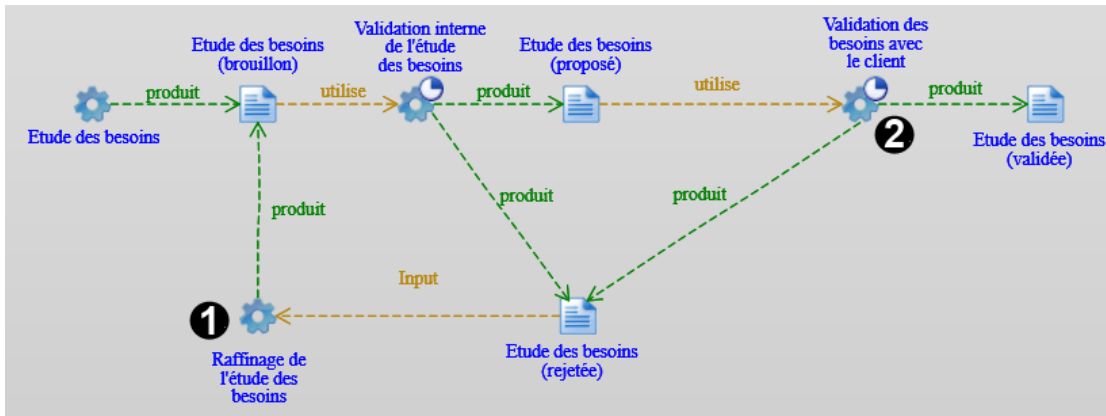 Etude des besoins
(brouillon)
Validation interne
de l'étude
des besoins
Etude des besoins
(proposé)
Validation des
besoins avec
le client
produit
utilise
produit
utilise
produit
Etude des besoins
2
Etude des besoins
(validée)
produit
produit
produit
Input
1
Raffinage de
l'étude des
besoins
Etude des besoins
(rejetée)